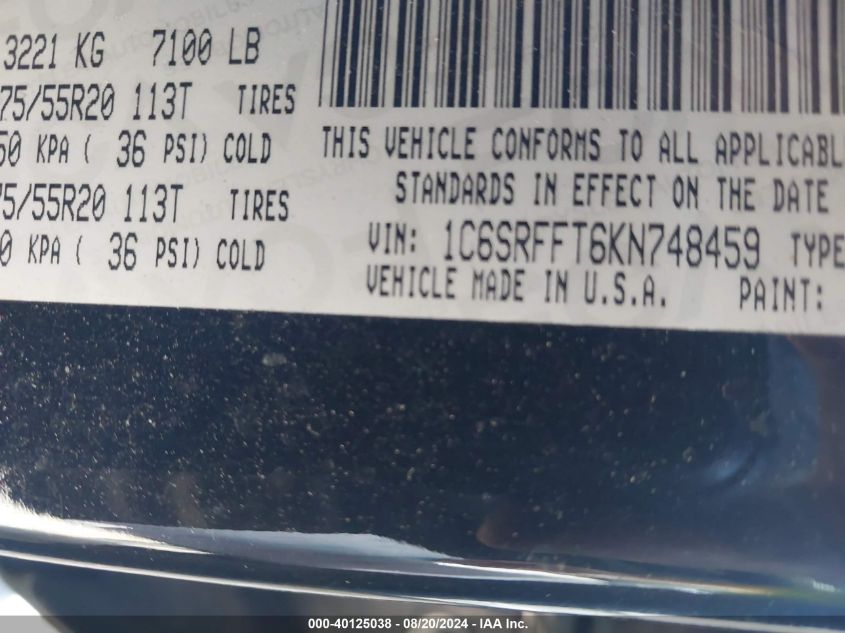 3221 KG 7100 LB
75/55R20 113T TIRES
50 KPA ( 36 PSI) COLD
75/55R20 113T TIRES
0 KPA ( 36 PSI) COLD
THIS VEHICLE CONFORMS TO ALL APPLICABL
STANDARDS IN EFFECT ON THE DATE
VIN: 1C6SRFFT6KN748459 TYPE
VEHICLE MADE IN U.S.A. PAINT:
000-40125038 - 08/20/2024 - IAA Inc.